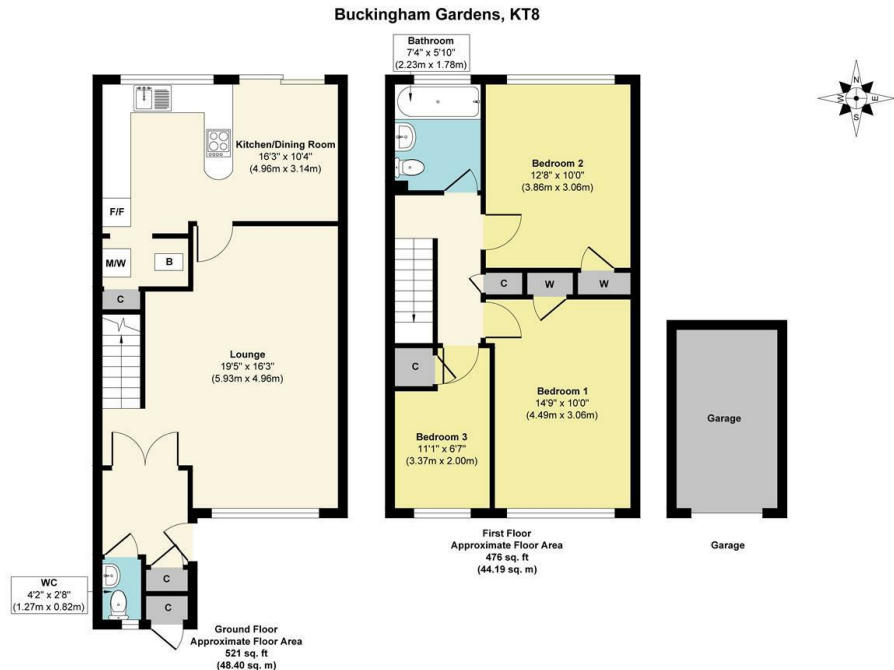 Buckingham Gardens, KT8
Bathroom
7'4" x 5'10"
(2.23m x 1.78m)
N
W
E
S
Kitchen/Dining Room
16'3" x 10'4"
(4.96m x 3.14m)
F/F
M/W
B
C
Lounge
19'5" x 16'3"
(5.93m x 4.96m)
C
C
WC
4'2" x 2'8"
(1.27m x 0.82m)
Ground Floor
Approximate Floor Area
521 sq. ft
(48.40 sq. m)
Bedroom 2
12'8" x 10'0"
(3.86m x 3.06m)
C
W
W
C
Bedroom 1
14'9" x 10'0"
(4.49m x 3.06m)
Bedroom 3
11'1" x 6'7"
(3.37m x 2.00m)
First Floor
Approximate Floor Area
476 sq. ft
(44.19 sq. m)
Garage
Garage